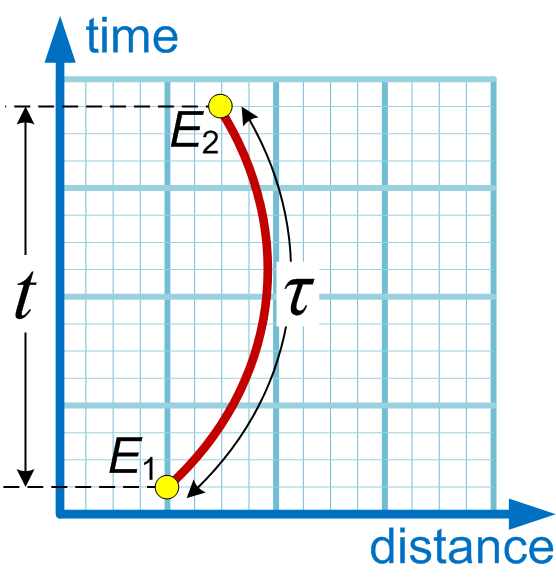 time
E₂
t
τ
E₁
distance